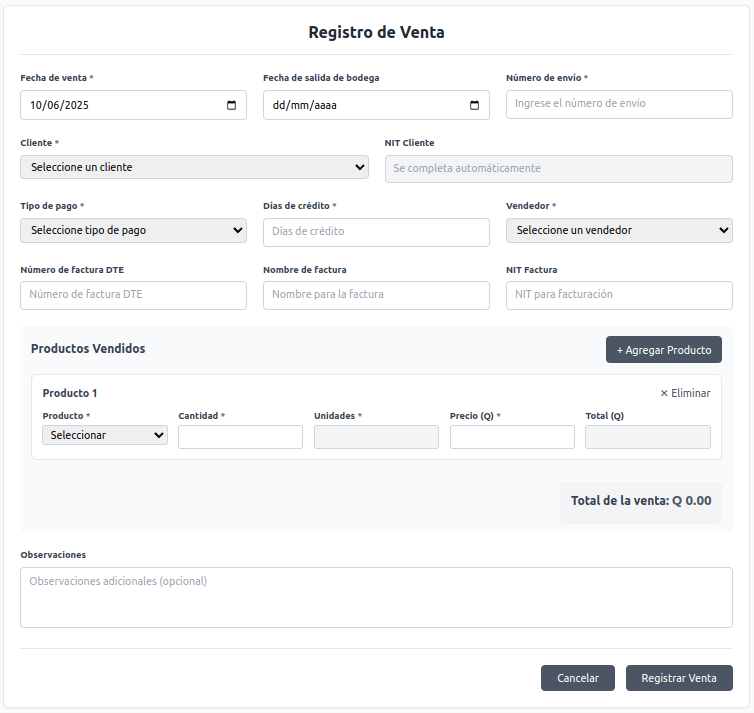 Registro de Venta
Fecha de venta * Fecha de salida de bodega Número de envío *
10/06/2025 dd/mm/aaaa Ingrese el número de envío
Cliente * NIT Cliente
Seleccione un cliente Se completa automáticamente
Tipo de pago * Días de crédito * Vendedor *
Seleccione tipo de pago Días de crédito Seleccione un vendedor
Número de factura DTE Nombre de factura NIT Factura
Número de factura DTE Nombre para la factura NIT para facturación
Productos Vendidos + Agregar Producto
Producto 1 × Eliminar
Producto * Cantidad * Unidades * Precio (Q) * Total (Q)
Seleccionar
Total de la venta: Q 0.00
Observaciones
Observaciones adicionales (opcional)
Cancelar Registrar Venta